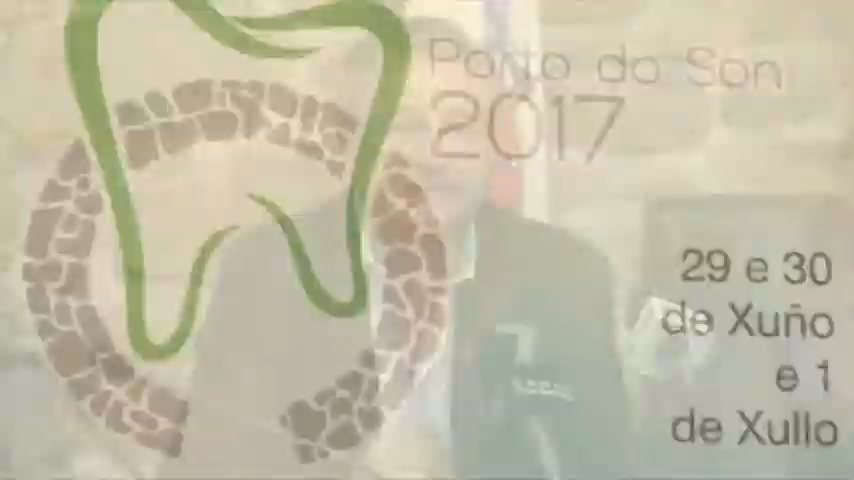 Porto do Son
2017
29 e 30
de Xuño
e 1
de Xullo